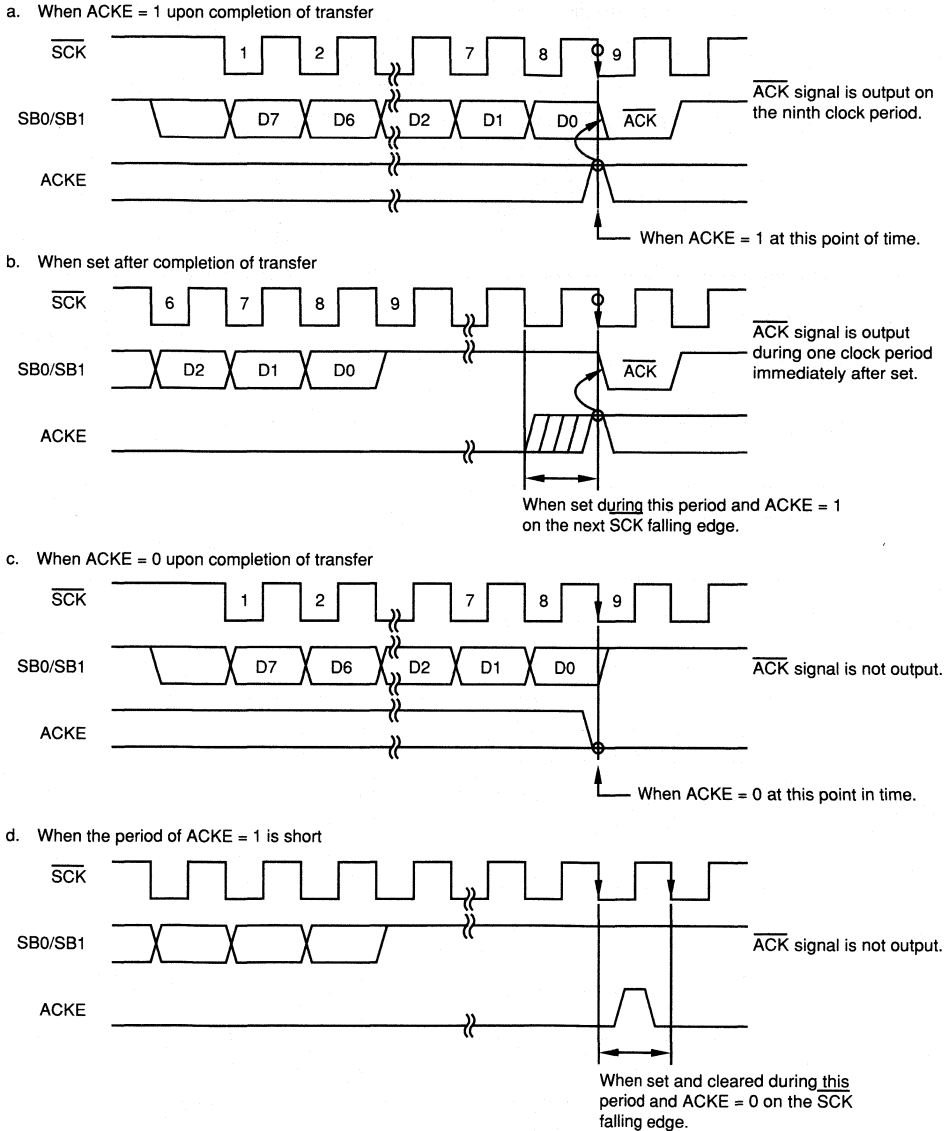 a. When ACKE = 1 upon completion of transfer
SCK
1 2 7 8 9
SB0/SB1
D7 D6 D2 D1 D0 ACK
ACKE
ACK signal is output on
the ninth clock period.
When ACKE = 1 at this point of time.
b. When set after completion of transfer
SCK
6 7 8 9
SB0/SB1
D2 D1 D0 ACK
ACKE
ACK signal is output
during one clock period
immediately after set.
When set during this period and ACKE = 1
on the next SCK falling edge.
c. When ACKE = 0 upon completion of transfer
SCK
1 2 7 8 9
SB0/SB1
D7 D6 D2 D1 D0
ACKE
ACK signal is not output.
When ACKE = 0 at this point in time.
d. When the period of ACKE = 1 is short
SCK
SB0/SB1
ACKE
ACK signal is not output.
When set and cleared during this
period and ACKE = 0 on the SCK
falling edge.